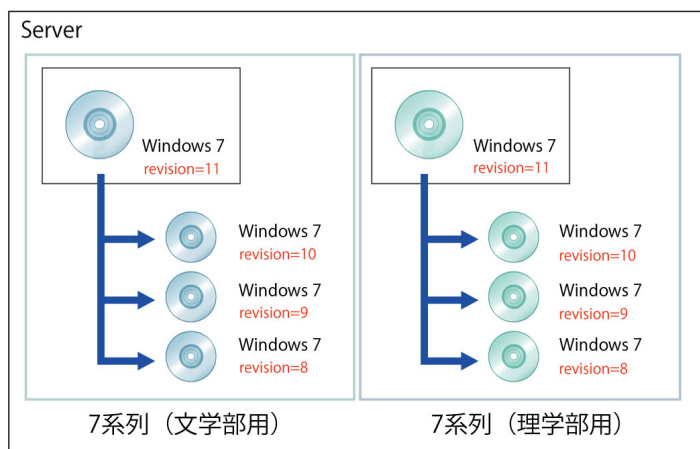 Server
Windows 7
revision=11
Windows 7
revision=10
Windows 7
revision=9
Windows 7
revision=8
7系列（文学部用）
Windows 7
revision=11
Windows 7
revision=10
Windows 7
revision=9
Windows 7
revision=8
7系列（理学部用）